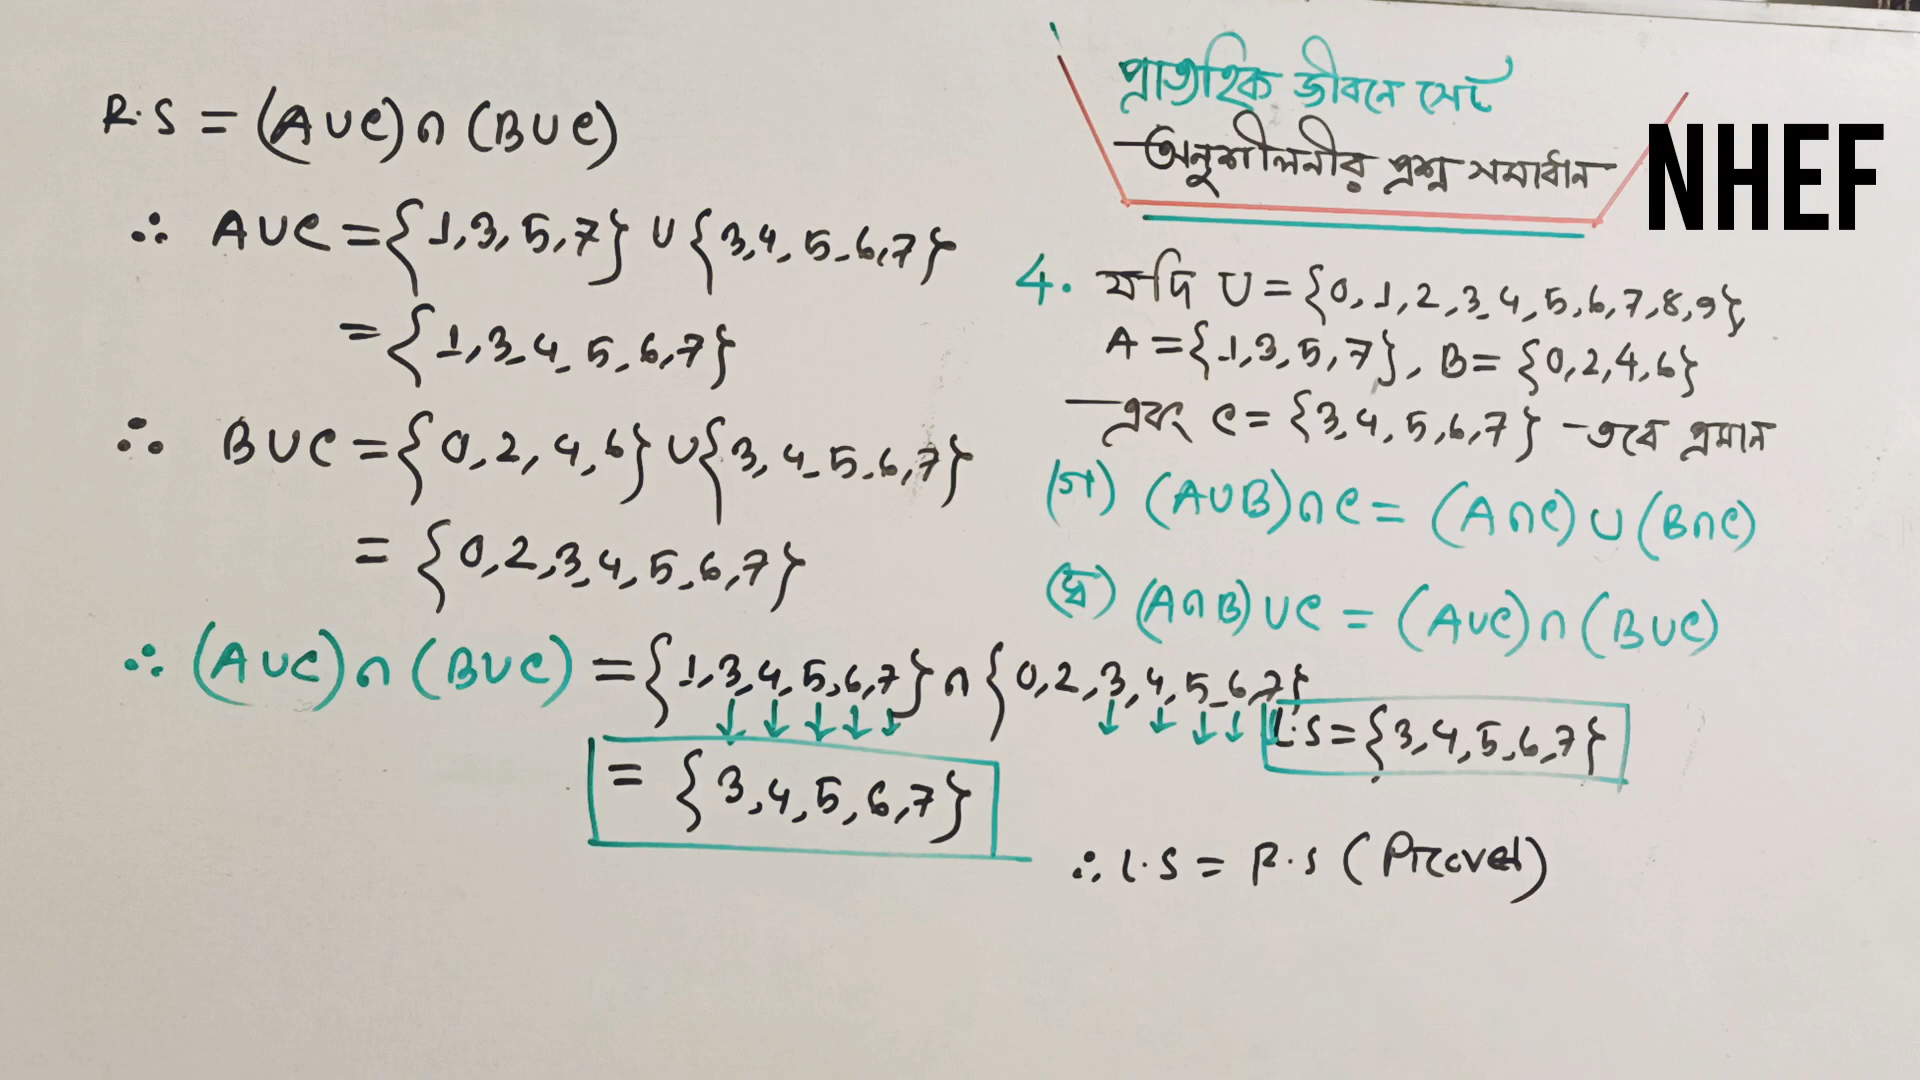 R.S = (A∪C)∩(B∪C)
∴ A∪C = {1,3,5,7} ∪ {3,4,5,6,7}
= {1,3,4,5,6,7}
∴ B∪C = {0,2,4,6} ∪ {3,4,5,6,7}
= {0,2,3,4,5,6,7}
∴ (A∪C)∩(B∪C) = {1,3,4,5,6,7} ∩ {0,2,3,4,5,6,7}
= {3,4,5,6,7}
প্রাত্যহিক জীবনে সেট
অনুশীলনীর প্রশ্ন সমাধান
NHEF
4. যদি U = {0,1,2,3,4,5,6,7,8,9},
A = {1,3,5,7}, B = {0,2,4,6}
এবং C = {3,4,5,6,7} তবে প্রমান
(গ) (A∪B)∩C = (A∩C)∪(B∩C)
(ঘ) (A∩B)∪C = (A∪C)∩(B∪C)
L.S = {3,4,5,6,7}
∴ L.S = R.S (Proved)